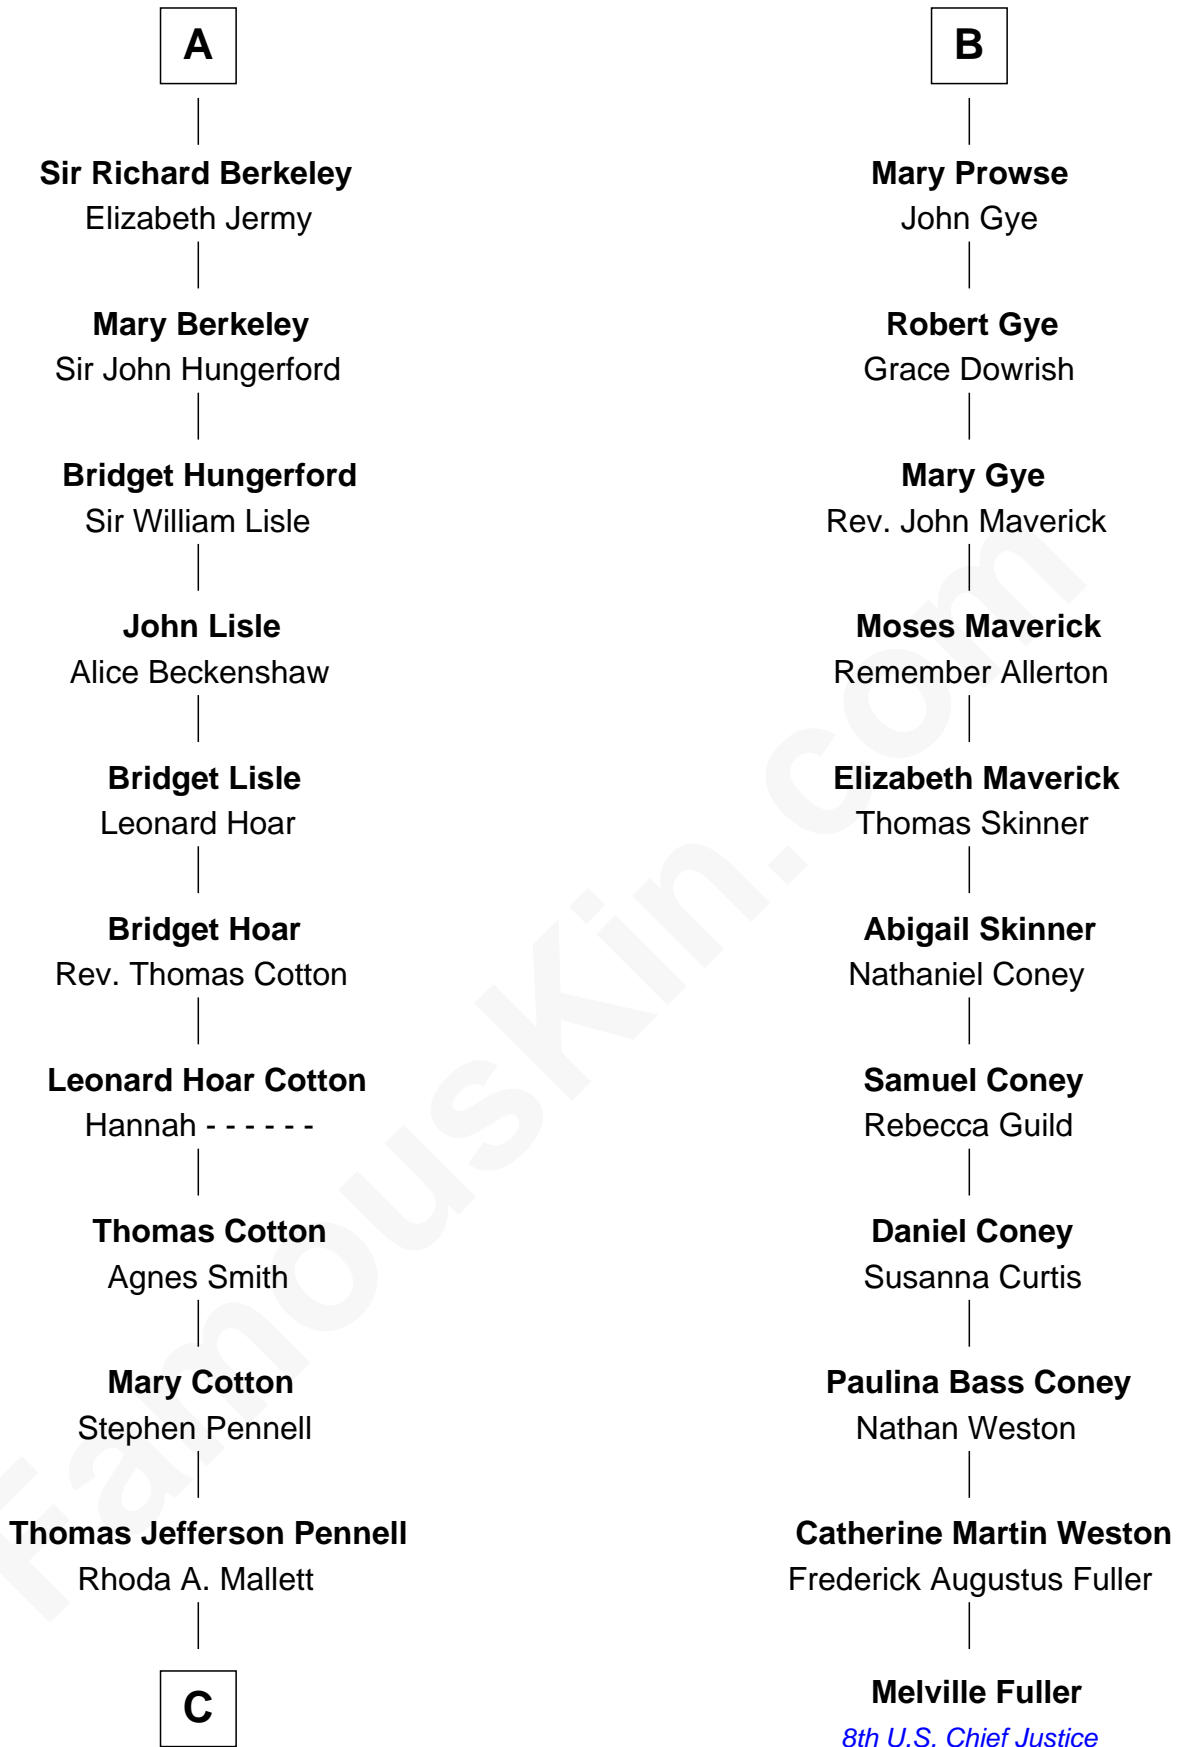 A
Sir Richard Berkeley
Elizabeth Jermy
Mary Berkeley
Sir John Hungerford
Bridget Hungerford
Sir William Lisle
John Lisle
Alice Beckenshaw
Bridget Lisle
Leonard Hoar
Bridget Hoar
Rev. Thomas Cotton
Leonard Hoar Cotton
Hannah - - - - - -
Thomas Cotton
Agnes Smith
Mary Cotton
Stephen Pennell
Thomas Jefferson Pennell
Rhoda A. Mallett
C
B
Mary Prowse
John Gye
Robert Gye
Grace Dowrish
Mary Gye
Rev. John Maverick
Moses Maverick
Remember Allerton
Elizabeth Maverick
Thomas Skinner
Abigail Skinner
Nathaniel Coney
Samuel Coney
Rebecca Guild
Daniel Coney
Susanna Curtis
Paulina Bass Coney
Nathan Weston
Catherine Martin Weston
Frederick Augustus Fuller
Melville Fuller
8th U.S. Chief Justice
FamousKin.com